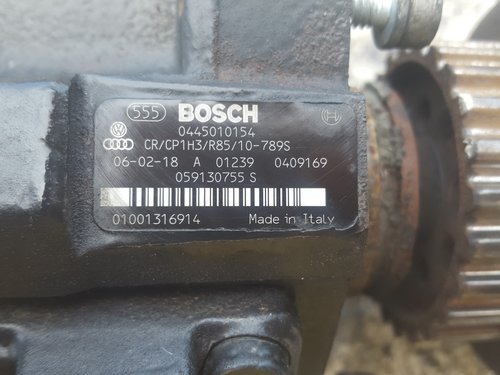 555 BOSCH
0445010154
CR/CP1H3/R85/10-789S
06-02-18 A 01239 0409169
059130755 S
01001316914 Made in Italy